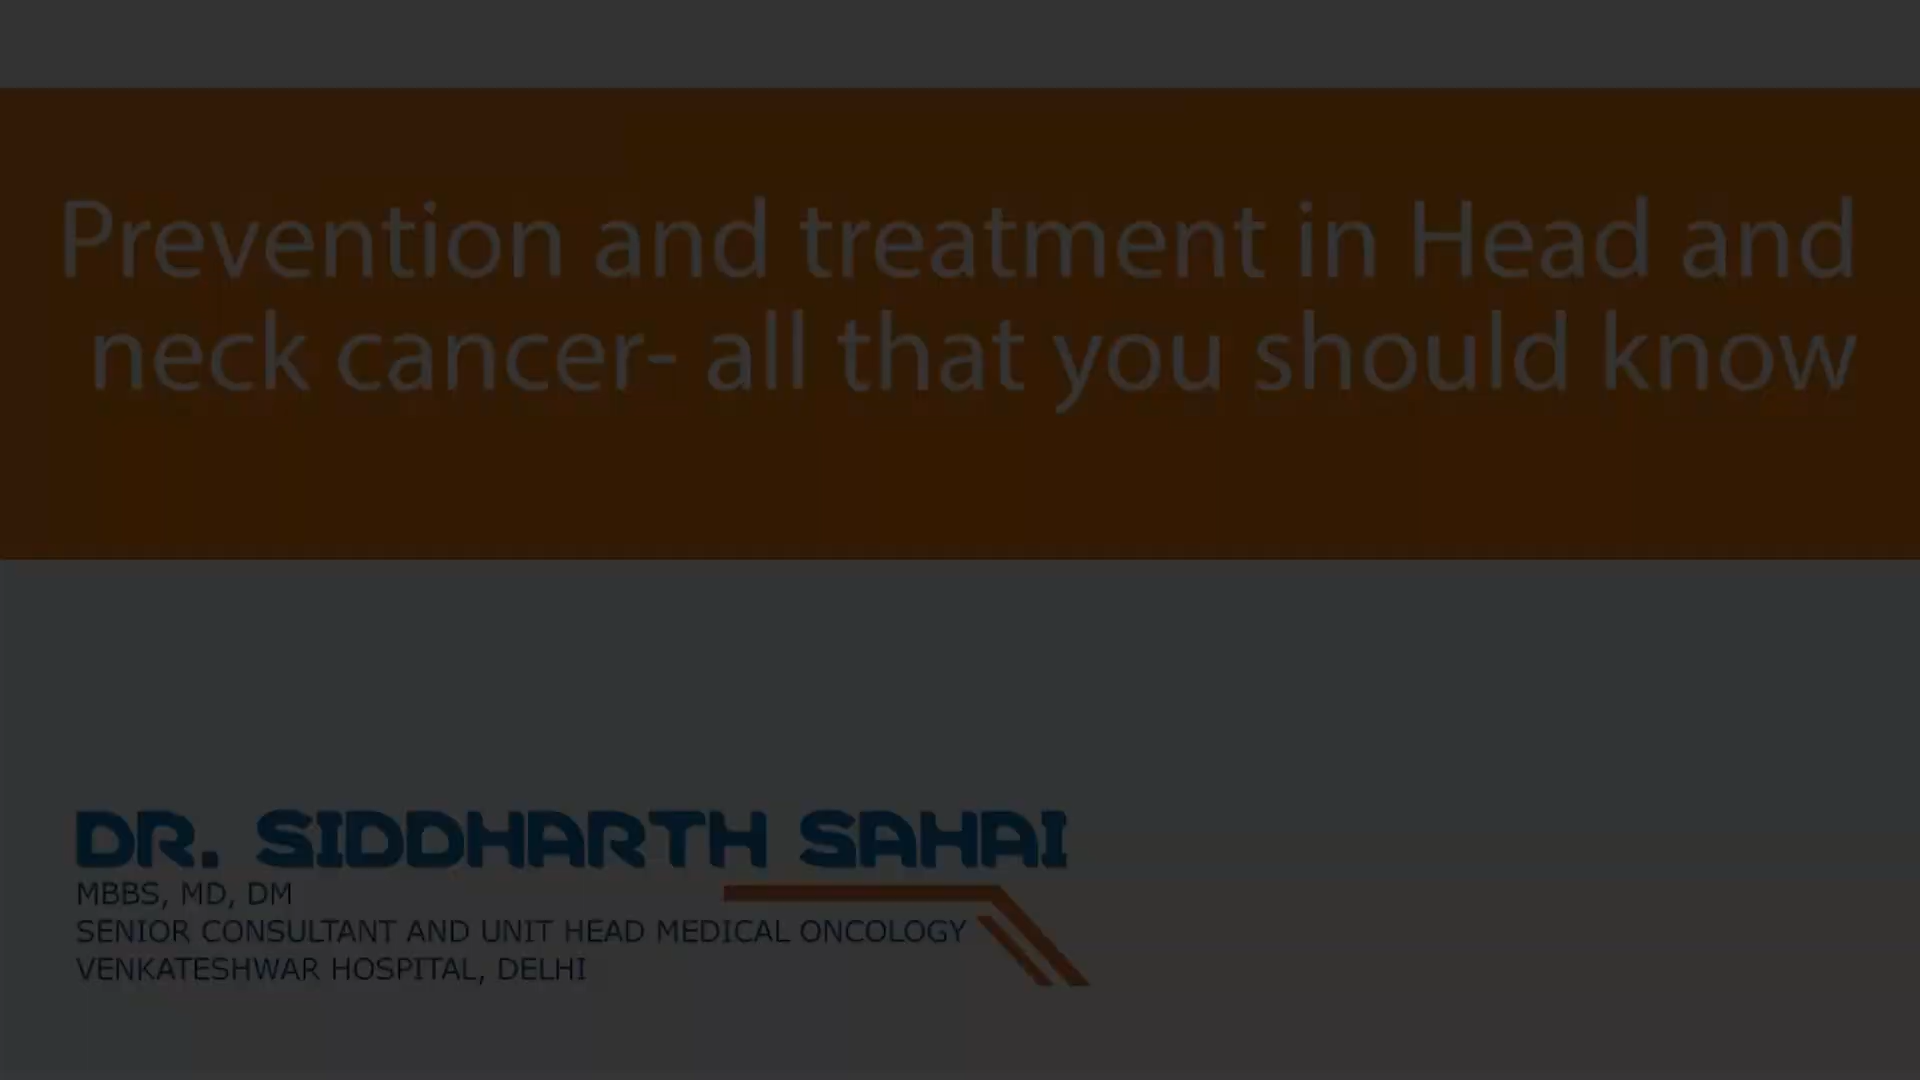 Prevention and treatment in Head and
neck cancer- all that you should know
DR. SIDDHARTH SAHAI
MBBS, MD, DM
SENIOR CONSULTANT AND UNIT HEAD MEDICAL ONCOLOGY
VENKATESHWAR HOSPITAL, DELHI